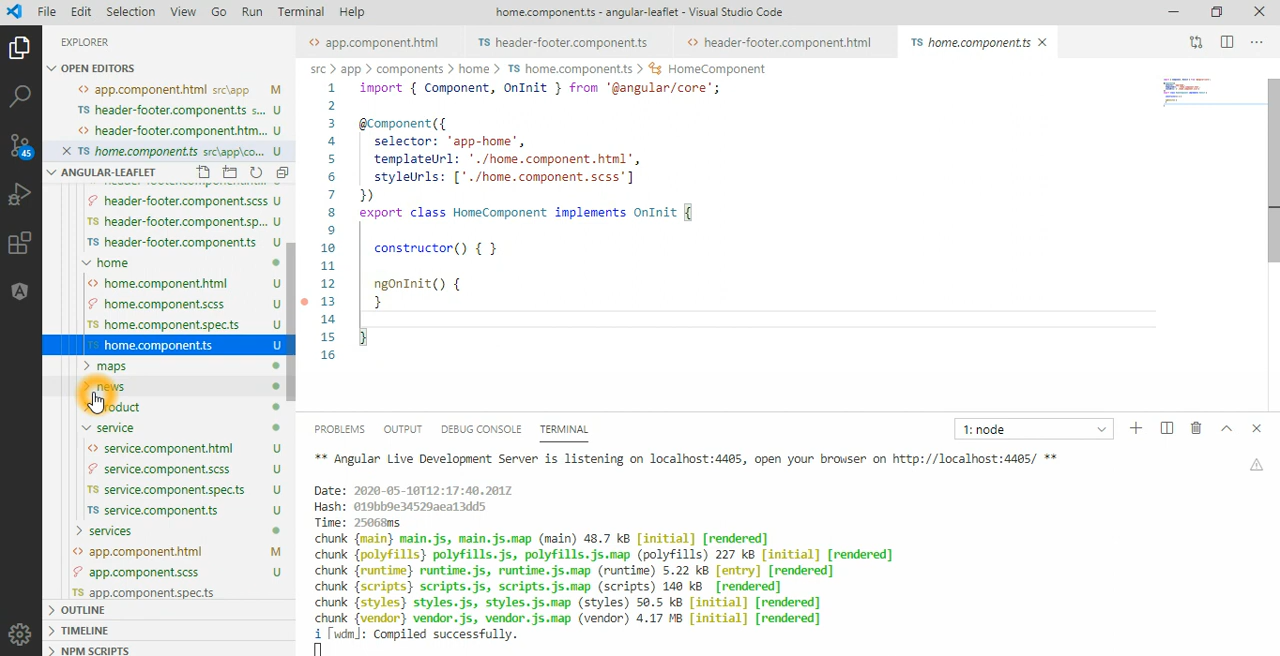 File Edit Selection View Go Run Terminal Help
home.component.ts - angular-leaflet - Visual Studio Code
EXPLORER
OPEN EDITORS
app.component.html src\app M
TS header-footer.component.ts s... U
header-footer.component.htm... U
TS home.component.ts src\app\co... U
ANGULAR-LEAFLET
header-footer.component.scss U
TS header-footer.component.sp... U
TS header-footer.component.ts U
home
home.component.html U
home.component.scss U
TS home.component.spec.ts U
TS home.component.ts U
maps
news
product
service
service.component.html U
service.component.scss U
TS service.component.spec.ts U
TS service.component.ts U
services
app.component.html M
app.component.scss U
TS app.component.spec.ts
OUTLINE
TIMELINE
NPM SCRIPTS
45
app.component.html
TS header-footer.component.ts
header-footer.component.html
TS home.component.ts
src > app > components > home > TS home.component.ts > HomeComponent
1 import { Component, OnInit } from '@angular/core';
2
3 @Component({
4 selector: 'app-home',
5 templateUrl: './home.component.html',
6 styleUrls: ['./home.component.scss']
7 })
8 export class HomeComponent implements OnInit {
9
10 constructor() { }
11
12 ngOnInit() {
13 }
14
15 }
16
PROBLEMS OUTPUT DEBUG CONSOLE TERMINAL
1: node
** Angular Live Development Server is listening on localhost:4405, open your browser on http://localhost:4405/ **
Date: 2020-05-10T12:17:40.201Z
Hash: 019bb9e34529aea13dd5
Time: 25068ms
chunk {main} main.js, main.js.map (main) 48.7 kB [initial] [rendered]
chunk {polyfills} polyfills.js, polyfills.js.map (polyfills) 227 kB [initial] [rendered]
chunk {runtime} runtime.js, runtime.js.map (runtime) 5.22 kB [entry] [rendered]
chunk {scripts} scripts.js, scripts.js.map (scripts) 140 kB [rendered]
chunk {styles} styles.js, styles.js.map (styles) 50.5 kB [initial] [rendered]
chunk {vendor} vendor.js, vendor.js.map (vendor) 4.17 MB [initial] [rendered]
i ｢wdm｣: Compiled successfully.